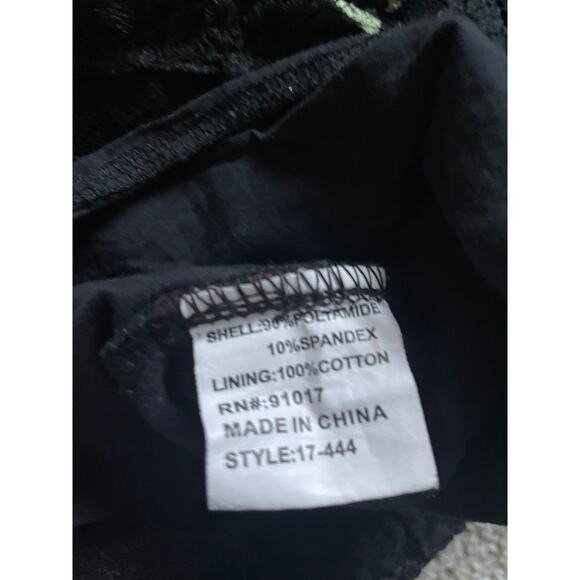 SHELL:90%POLYAMIDE
10%SPANDEX
LINING:100%COTTON
RN#:91017
MADE IN CHINA
STYLE:17-444